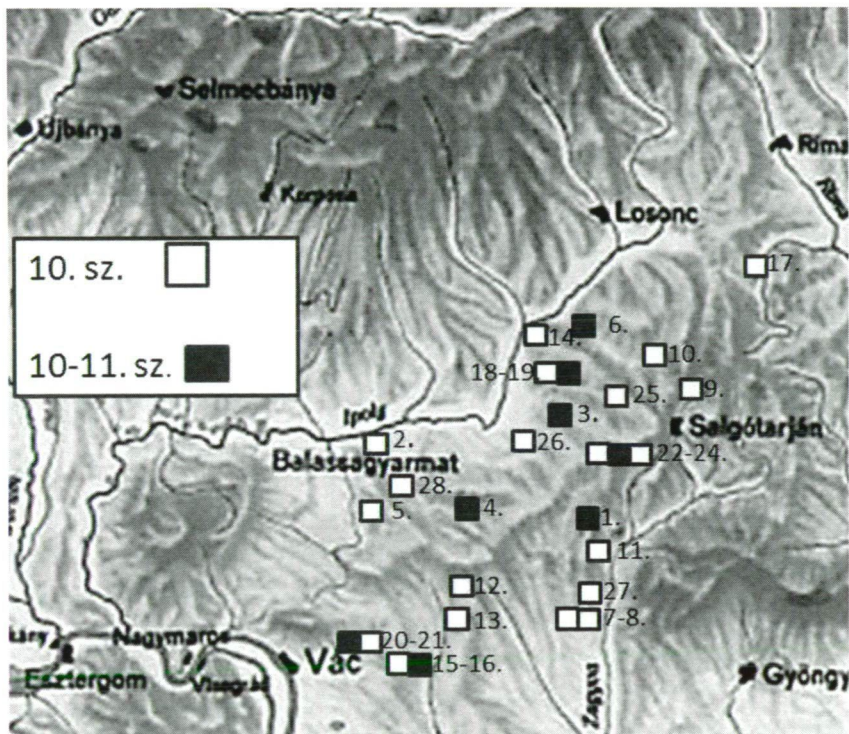 Selmecbánya
Ujbánya
Rima
Korpona
Losonc
10. sz.
17.
10-11. sz.
6.
14.
10.
18-19.
25.
9.
3.
Ipoly
Salgótarján
2.
26.
Balassagyarmat
22-24.
28.
5.
4.
1.
11.
12.
27.
13.
7-8.
20-21.
Nagymaros
Vác
15-16.
Esztergom
Visegrád
Gyöngy
Zagyva